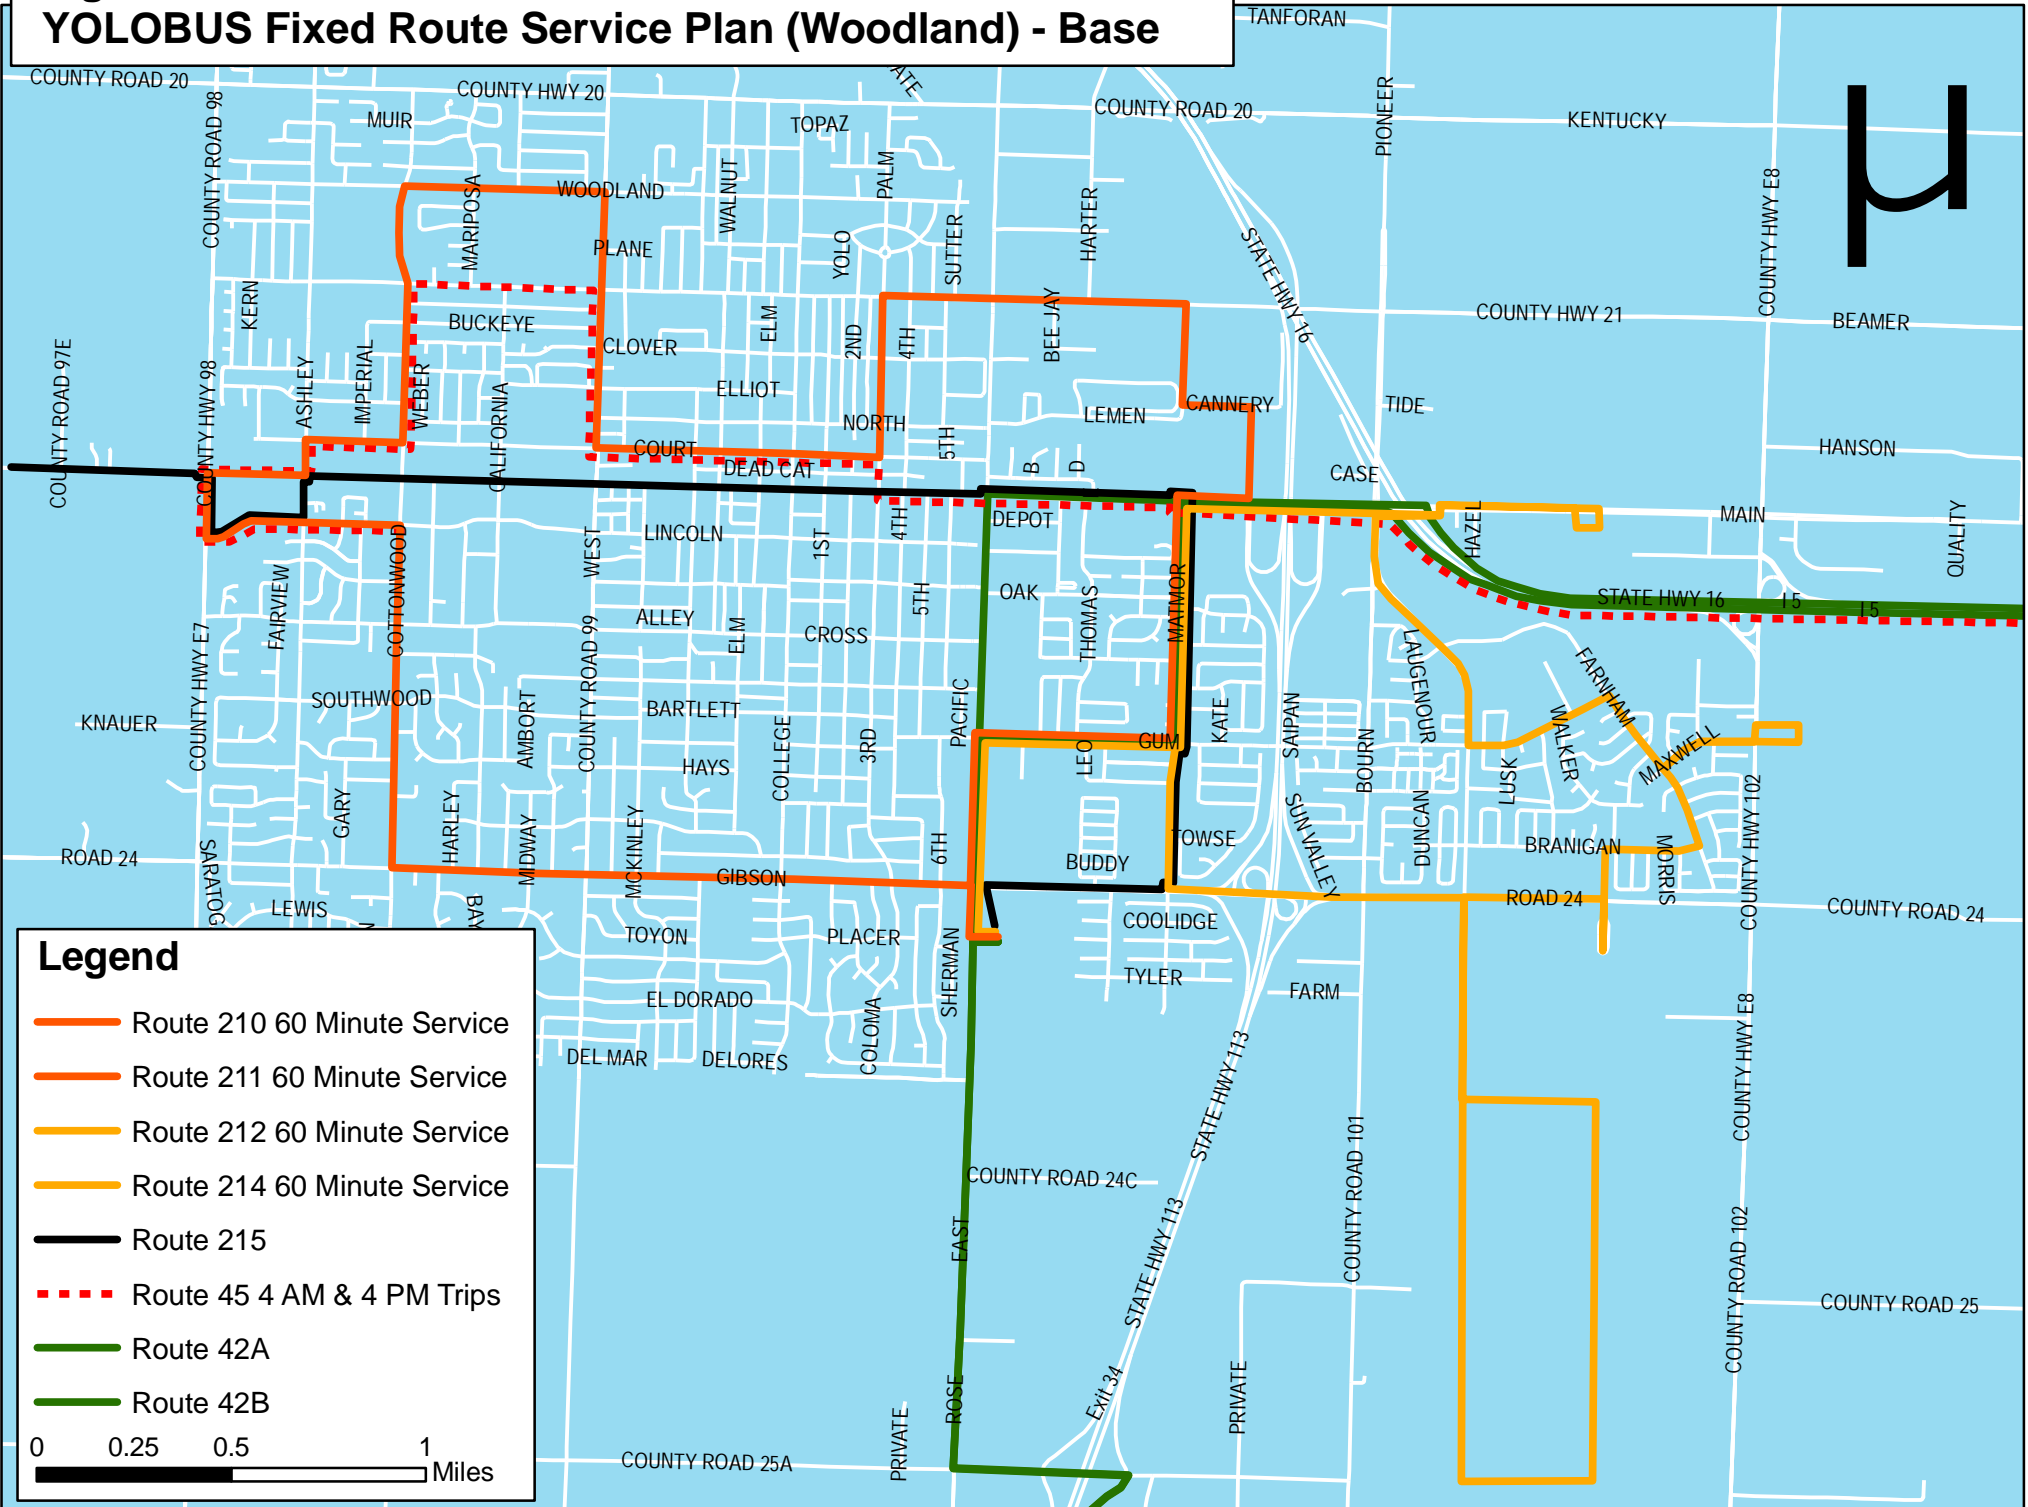 YOLOBUS Fixed Route Service Plan (Woodland) - Base
TANFORAN
COUNTY ROAD 20
COUNTY HWY 20
COUNTY ROAD 20
KENTUCKY
MUIR
TOPAZ
PIONEER
COUNTY ROAD 98
WOODLAND
WALNUT
PALM
MARIPOSA
HARTER
COUNTY HWY E8
PLANE
YOLO
SUTTER
STATE HWY 16
KERN
BUCKEYE
ELM
2ND
4TH
BEE JAY
COUNTY HWY 21
BEAMER
CLOVER
COUNTY ROAD 97E
COUNTY HWY 98
ASHLEY
IMPERIAL
WEBER
CALIFORNIA
ELLIOT
NORTH
LEMEN
CANNERY
TIDE
COURT
5TH
HANSON
DEAD CAT
B
D
CASE
DEPOT
HAZEL
MAIN
QUALITY
LINCOLN
1ST
4TH
WEST
COTTONWOOD
FAIRVIEW
OAK
THOMAS
MATMOR
STATE HWY 16
I 5
I 5
ALLEY
ELM
CROSS
5TH
COUNTY HWY E7
COUNTY ROAD 99
LAUGENOUR
FARNHAM
SOUTHWOOD
KNAUER
AMBORT
BARTLETT
PACIFIC
KATE
SAIPAN
BOURN
WALKER
MAXWELL
GUM
LEO
COLLEGE
3RD
HAYS
LUSK
GARY
HARLEY
MIDWAY
MCKINLEY
6TH
TOWSE
SUN VALLEY
DUNCAN
BRANIGAN
MORRIS
COUNTY HWY 102
ROAD 24
BUDDY
SARATOG
GIBSON
LEWIS
BAY
ROAD 24
COUNTY ROAD 24
COOLIDGE
TOYON
PLACER
SHERMAN
TYLER
FARM
EL DORADO
COLOMA
DEL MAR
DELORES
STATE HWY 113
COUNTY HWY E8
COUNTY ROAD 101
COUNTY ROAD 24C
EAST
STATE HWY 113
COUNTY ROAD 102
COUNTY ROAD 25
ROSE
Exit 34
PRIVATE
PRIVATE
COUNTY ROAD 25A
Legend
Route 210 60 Minute Service
Route 211 60 Minute Service
Route 212 60 Minute Service
Route 214 60 Minute Service
Route 215
Route 45 4 AM & 4 PM Trips
Route 42A
Route 42B
0 0.25 0.5 1
Miles
µ